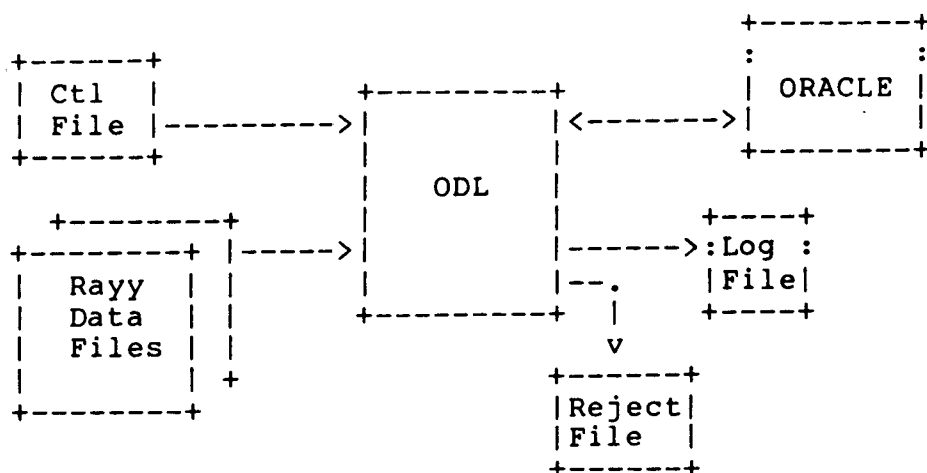 Ctl
File
ORACLE
ODL
Rayy
Data
Files
Log
File
Reject
File